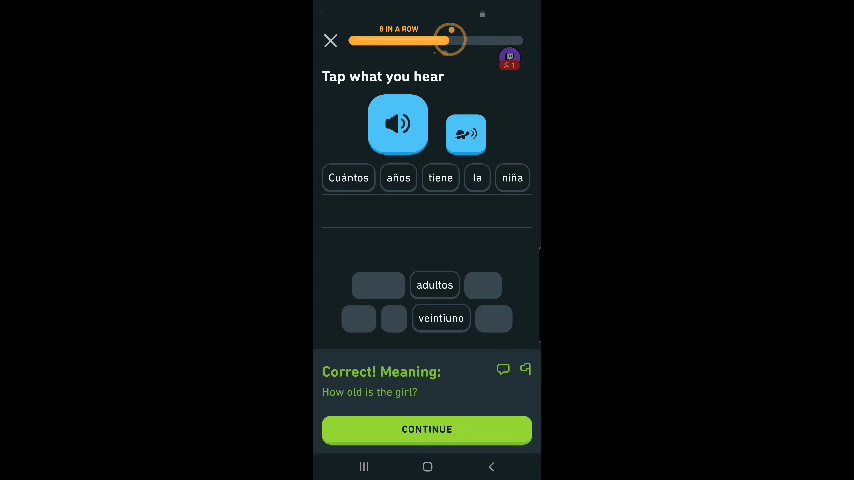 8 IN A ROW
1
Tap what you hear
Cuántos años tiene la niña
adultos
veintiuno
Correct! Meaning:
How old is the girl?
CONTINUE